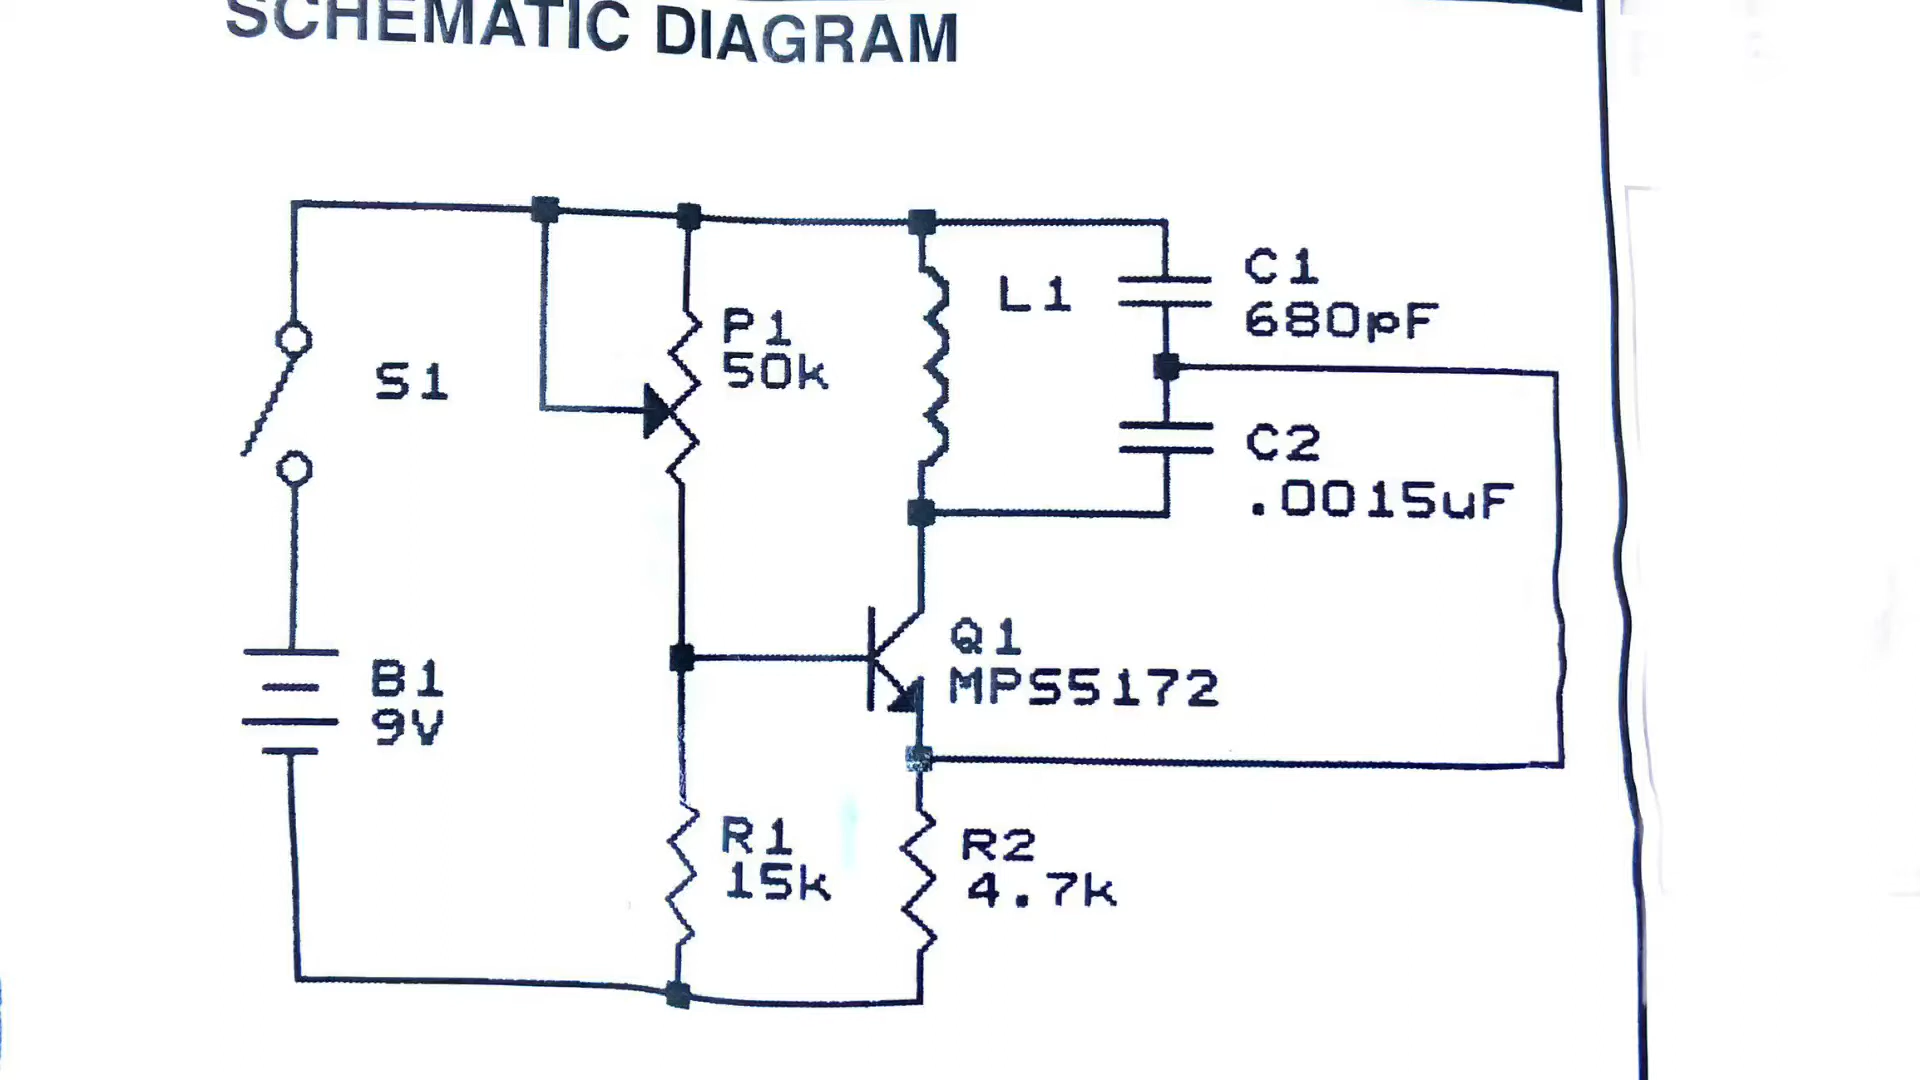 SCHEMATIC DIAGRAM
S1
P1
50k
L1
C1
680pF
C2
.0015uF
Q1
MPS5172
B1
9V
R1
15k
R2
4.7k